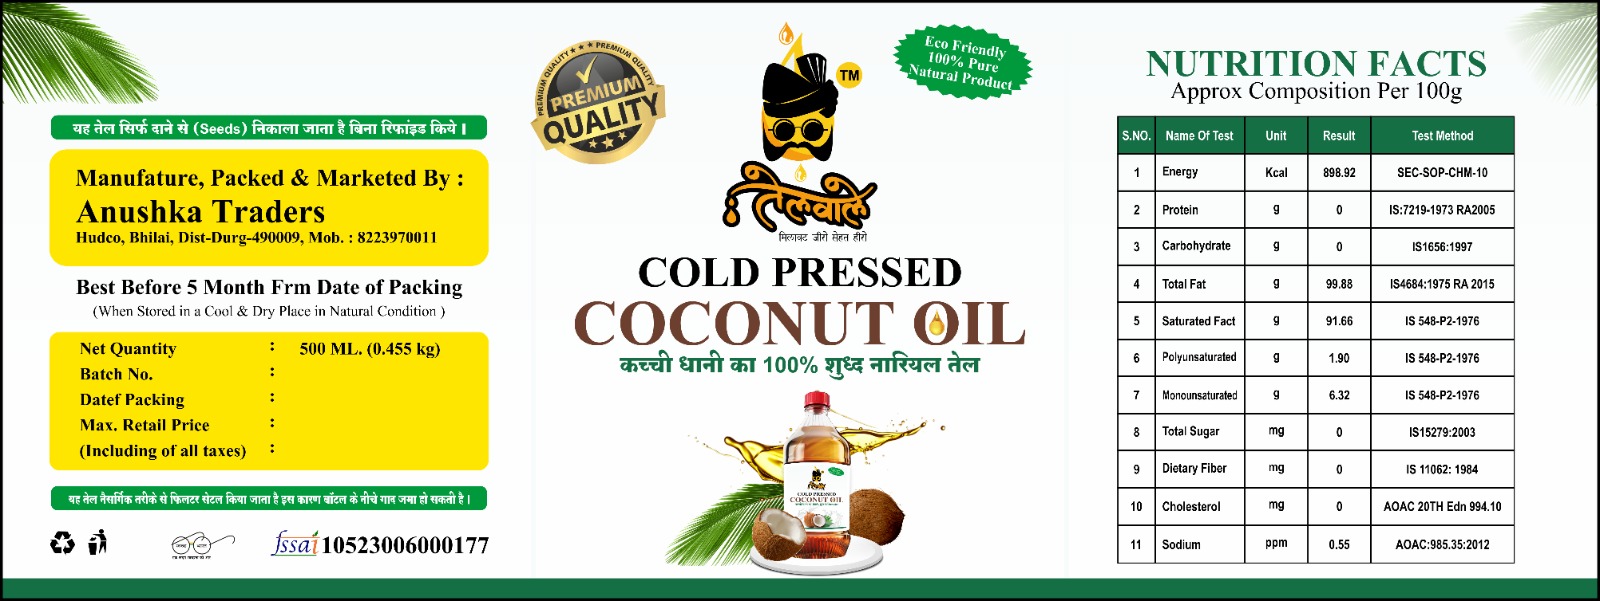 यह तेल सिर्फ दाने से (Seeds) निकाला जाता है बिना रिफाइंड किये ।
Manufature, Packed & Marketed By :
Anushka Traders
Hudco, Bhilai, Dist-Durg-490009, Mob. : 8223970011
Best Before 5 Month Frm Date of Packing
(When Stored in a Cool & Dry Place in Natural Condition )
Net Quantity : 500 ML. (0.455 kg)
Batch No. :
Datef Packing :
Max. Retail Price :
(Including of all taxes) :
यह तेल नैसर्गिक तरीके से फिलटर सेटल किया जाता है इस कारण बॉटल के नीचे गाद जमा हो सकती है ।
fssai 10523006000177
PREMIUM QUALITY ★ ★ ★ PREMIUM QUALITY
PREMIUM
QUALITY
TM
Eco Friendly
100% Pure
Natural Product
तेलवाले
मिलावट जीरो सेहत हीरो
COLD PRESSED
COCONUT OIL
कच्ची धानी का 100% शुध्द नारियल तेल
COLD PRESSED
COCONUT OIL
NUTRITION FACTS
Approx Composition Per 100g
S.NO. Name Of Test Unit Result Test Method
1 Energy Kcal 898.92 SEC-SOP-CHM-10
2 Protein g 0 IS:7219-1973 RA2005
3 Carbohydrate g 0 IS1656:1997
4 Total Fat g 99.88 IS4684:1975 RA 2015
5 Saturated Fact g 91.66 IS 548-P2-1976
6 Polyunsaturated g 1.90 IS 548-P2-1976
7 Monounsaturated g 6.32 IS 548-P2-1976
8 Total Sugar mg 0 IS15279:2003
9 Dietary Fiber mg 0 IS 11062: 1984
10 Cholesterol mg 0 AOAC 20TH Edn 994.10
11 Sodium ppm 0.55 AOAC:985.35:2012